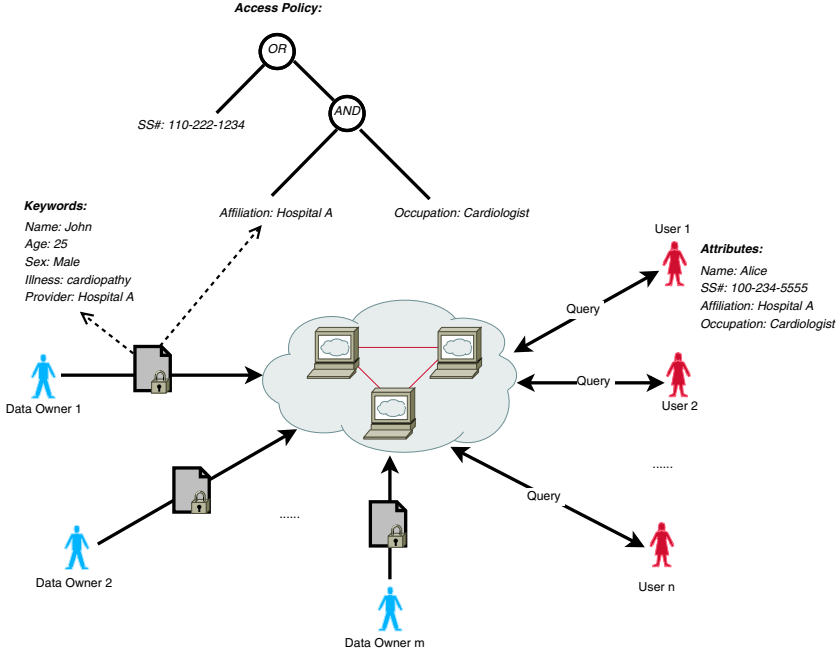 Access Policy:
OR
AND
SS#: 110-222-1234
Affiliation: Hospital A
Occupation: Cardiologist
Keywords:
Name: John
Age: 25
Sex: Male
Illness: cardiopathy
Provider: Hospital A
User 1
Attributes:
Name: Alice
SS#: 100-234-5555
Affiliation: Hospital A
Occupation: Cardiologist
Query
Query
User 2
Data Owner 1
......
Query
......
Data Owner 2
User n
Data Owner m